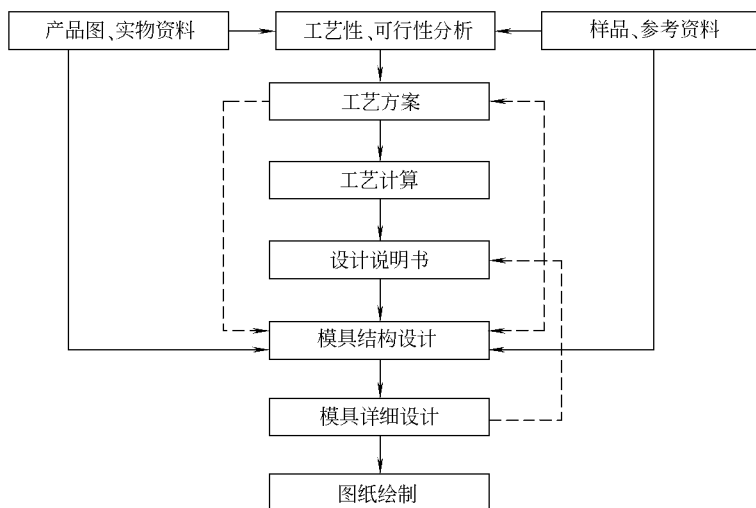 产品图、实物资料
工艺性、可行性分析
样品、参考资料
工艺方案
工艺计算
设计说明书
模具结构设计
模具详细设计
图纸绘制